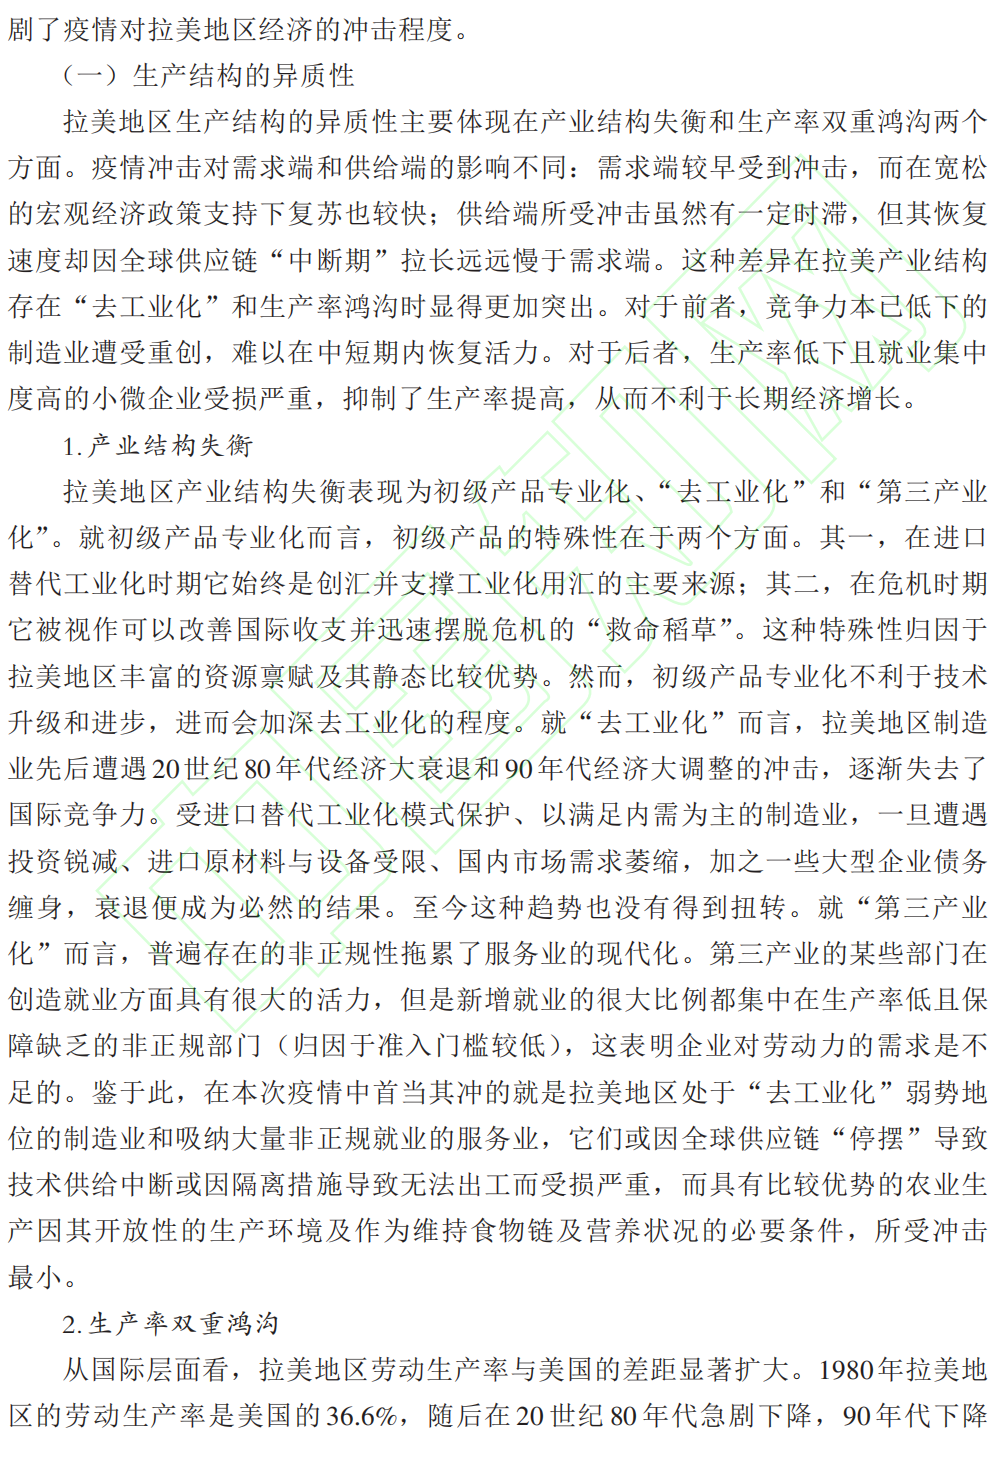 剧了疫情对拉美地区经济的冲击程度。
（一）生产结构的异质性
拉美地区生产结构的异质性主要体现在产业结构失衡和生产率双重鸿沟两个
方面。疫情冲击对需求端和供给端的影响不同：需求端较早受到冲击，而在宽松
的宏观经济政策支持下复苏也较快；供给端所受冲击虽然有一定时滞，但其恢复
速度却因全球供应链“中断期”拉长远远慢于需求端。这种差异在拉美产业结构
存在“去工业化”和生产率鸿沟时显得更加突出。对于前者，竞争力本已低下的
制造业遭受重创，难以在中短期内恢复活力。对于后者，生产率低下且就业集中
度高的小微企业受损严重，抑制了生产率提高，从而不利于长期经济增长。
1.产业结构失衡
拉美地区产业结构失衡表现为初级产品专业化、“去工业化”和“第三产业
化”。就初级产品专业化而言，初级产品的特殊性在于两个方面。其一，在进口
替代工业化时期它始终是创汇并支撑工业化用汇的主要来源；其二，在危机时期
它被视作可以改善国际收支并迅速摆脱危机的“救命稻草”。这种特殊性归因于
拉美地区丰富的资源禀赋及其静态比较优势。然而，初级产品专业化不利于技术
升级和进步，进而会加深去工业化的程度。就“去工业化”而言，拉美地区制造
业先后遭遇20世纪80年代经济大衰退和90年代经济大调整的冲击，逐渐失去了
国际竞争力。受进口替代工业化模式保护、以满足内需为主的制造业，一旦遭遇
投资锐减、进口原材料与设备受限、国内市场需求萎缩，加之一些大型企业债务
缠身，衰退便成为必然的结果。至今这种趋势也没有得到扭转。就“第三产业
化”而言，普遍存在的非正规性拖累了服务业的现代化。第三产业的某些部门在
创造就业方面具有很大的活力，但是新增就业的很大比例都集中在生产率低且保
障缺乏的非正规部门（归因于准入门槛较低），这表明企业对劳动力的需求是不
足的。鉴于此，在本次疫情中首当其冲的就是拉美地区处于“去工业化”弱势地
位的制造业和吸纳大量非正规就业的服务业，它们或因全球供应链“停摆”导致
技术供给中断或因隔离措施导致无法出工而受损严重，而具有比较优势的农业生
产因其开放性的生产环境及作为维持食物链及营养状况的必要条件，所受冲击
最小。
2.生产率双重鸿沟
从国际层面看，拉美地区劳动生产率与美国的差距显著扩大。1980年拉美地
区的劳动生产率是美国的36.6%，随后在20世纪80年代急剧下降，90年代下降
中国知网